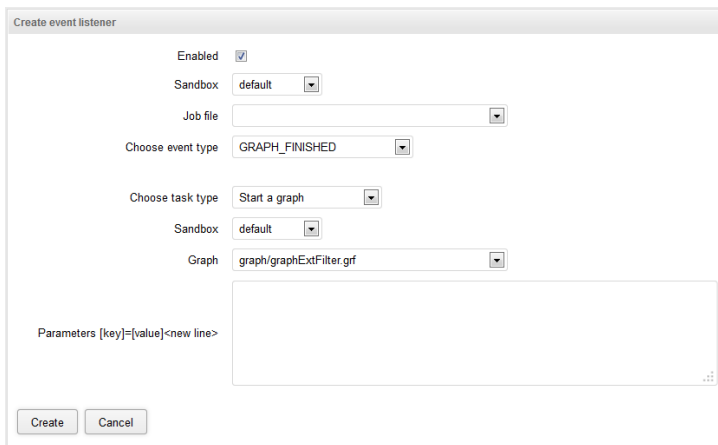 Create event listener
Enabled
Sandbox default
Job file
Choose event type GRAPH_FINISHED
Choose task type Start a graph
Sandbox default
Graph graph/graphExtFilter.grf
Parameters [key]=[value]<new line>
Create Cancel